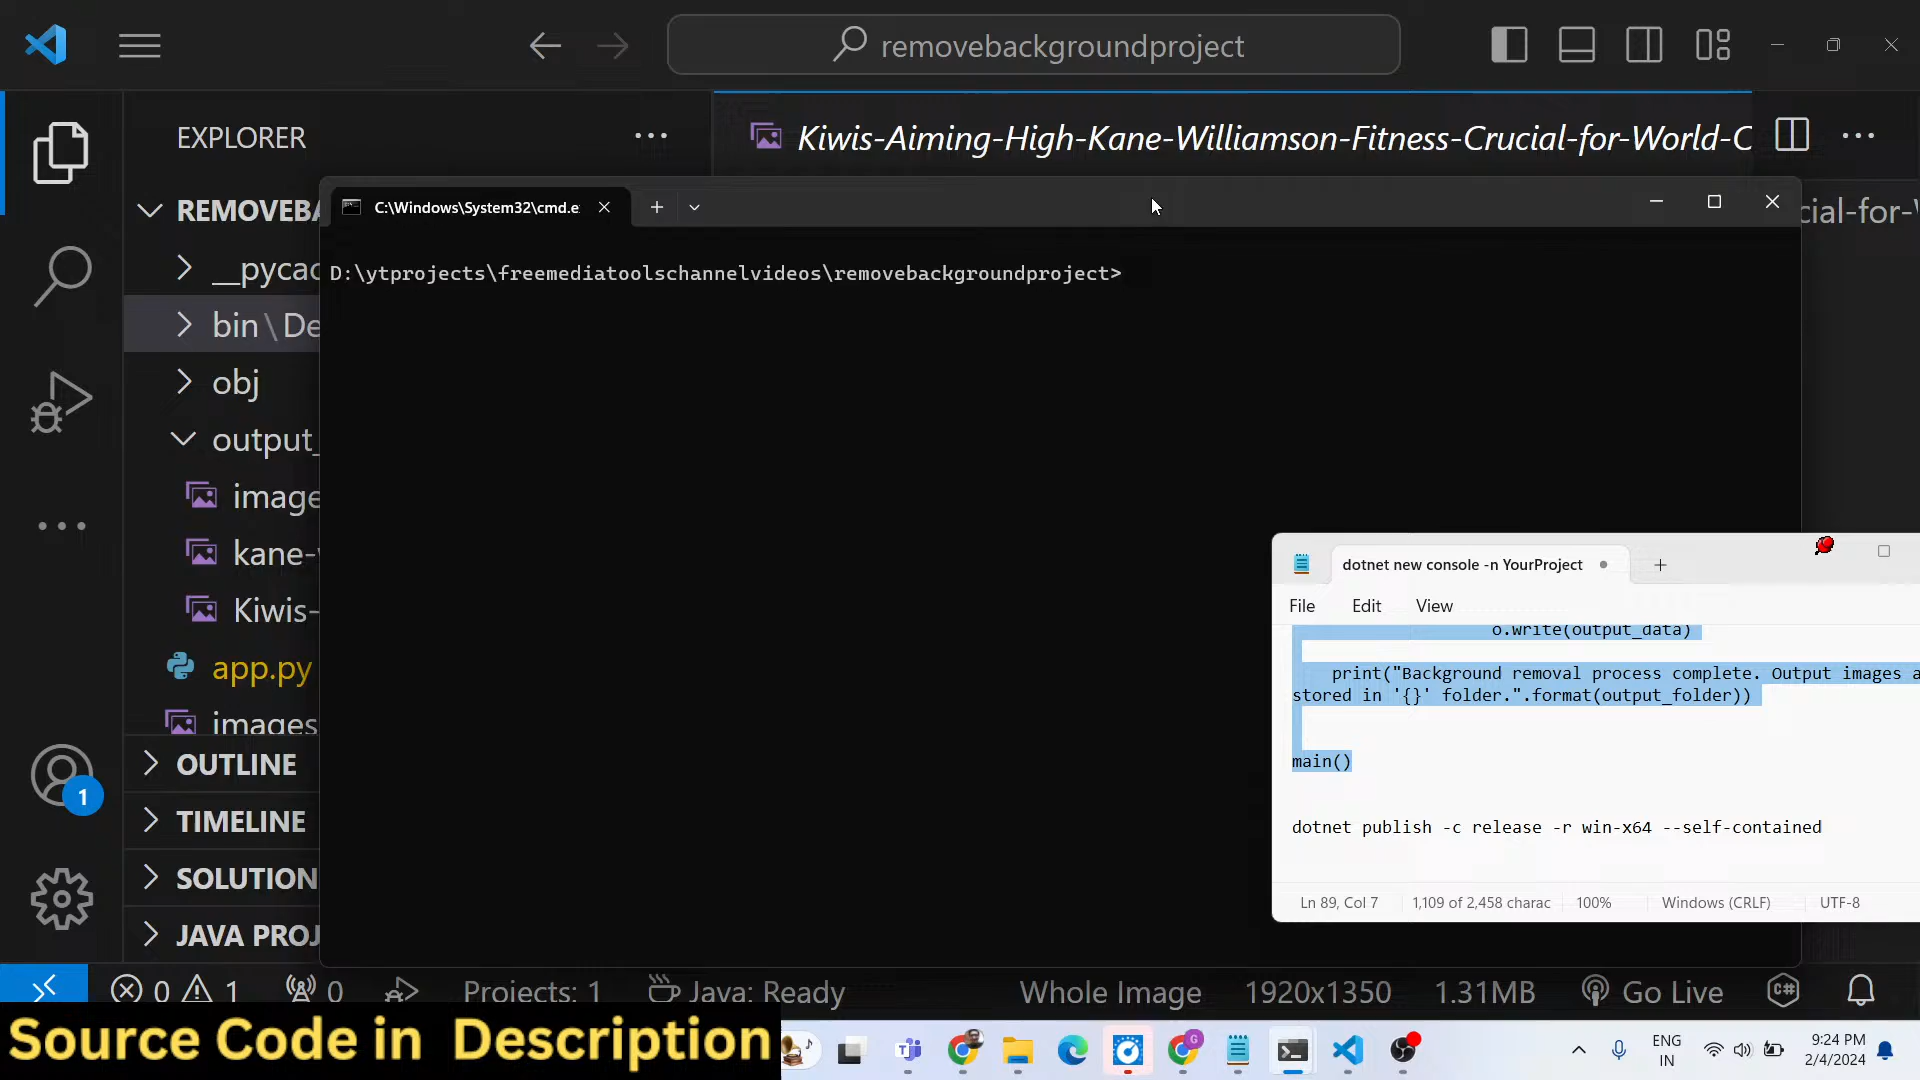 removebackgroundproject
EXPLORER
Kiwis-Aiming-High-Kane-Williamson-Fitness-Crucial-for-World-C
REMOVEBA
cial-for-
C:\Windows\System32\cmd.e
__pycac
D:\ytprojects\freemediatoolschannelvideos\removebackgroundproject>
bin\De
obj
output_
image
kane-
Kiwis-
app.py
images
OUTLINE
TIMELINE
SOLUTION
JAVA PROJ
dotnet new console -n YourProject
File Edit View
o.write(output_data)
print("Background removal process complete. Output images a
stored in '{}' folder.".format(output_folder))
main()
dotnet publish -c release -r win-x64 --self-contained
Ln 89, Col 7 1,109 of 2,458 charac 100% Windows (CRLF) UTF-8
1
0 1 0 Projects: 1 Java: Ready Whole Image 1920x1350 1.31MB Go Live
Source Code in Description
G
ENG
IN
9:24 PM
2/4/2024